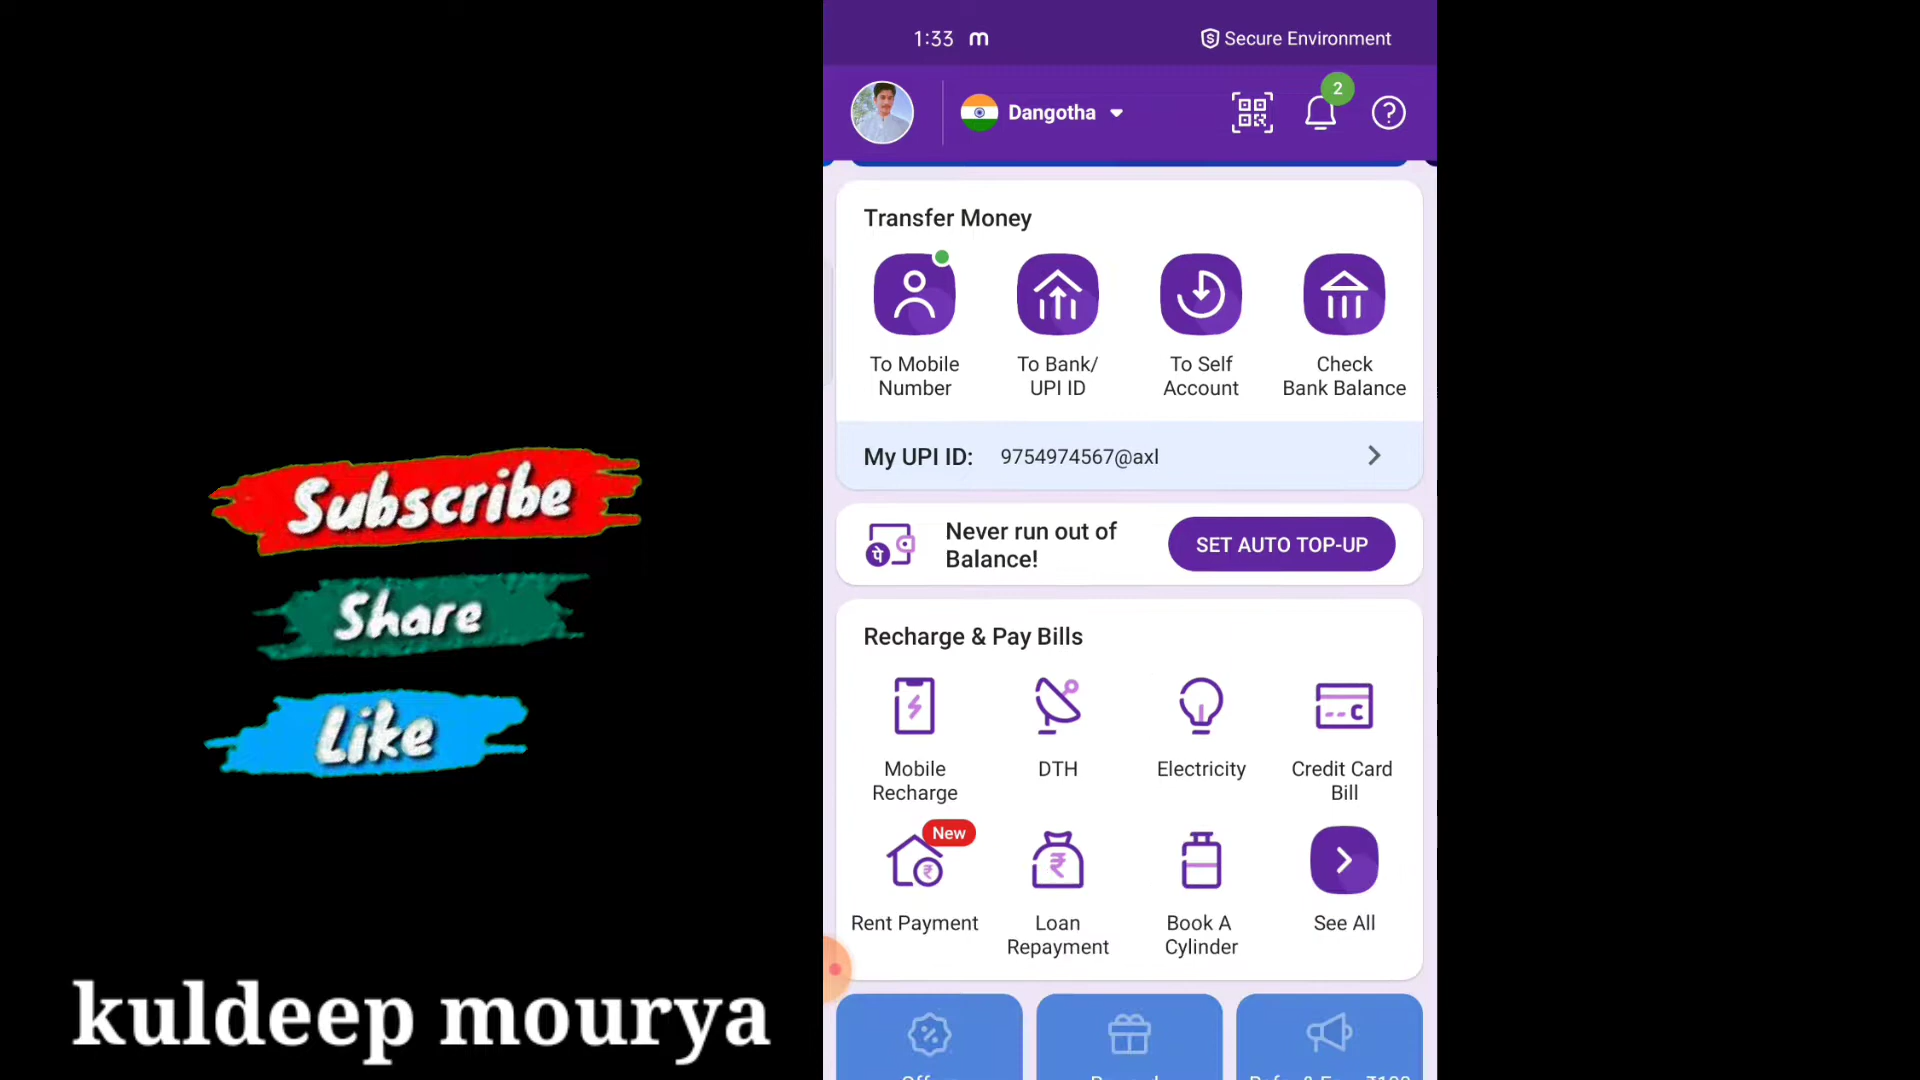 1:33 m
Secure Environment
Dangotha
2
Transfer Money
To Mobile Number
To Bank/ UPI ID
To Self Account
Check Bank Balance
My UPI ID: 9754974567@axl
पे
Never run out of
Balance!
SET AUTO TOP-UP
Subscribe
Share
Like
Recharge & Pay Bills
Mobile Recharge
DTH
Electricity
Credit Card Bill
New
Rent Payment
Loan Repayment
Book A Cylinder
See All
kuldeep mourya